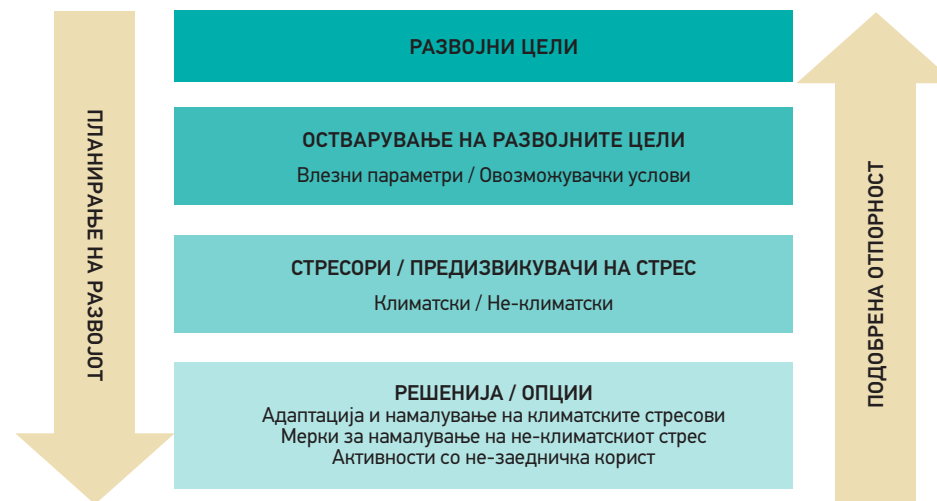 ПЛАНИРАЊЕ НА РАЗВОЈОТ
РАЗВОЈНИ ЦЕЛИ
ОСТВАРУВАЊЕ НА РАЗВОЈНИТЕ ЦЕЛИ
Влезни параметри / Овозможувачки услови
СТРЕСОРИ / ПРЕДИЗВИКУВАЧИ НА СТРЕС
Климатски / Не-климатски
РЕШЕНИЈА / ОПЦИИ
Адаптација и намалување на климатските стресови
Мерки за намалување на не-климатскиот стрес
Активности со не-заедничка корист
ПОДОБРЕНА ОТПОРНОСТ